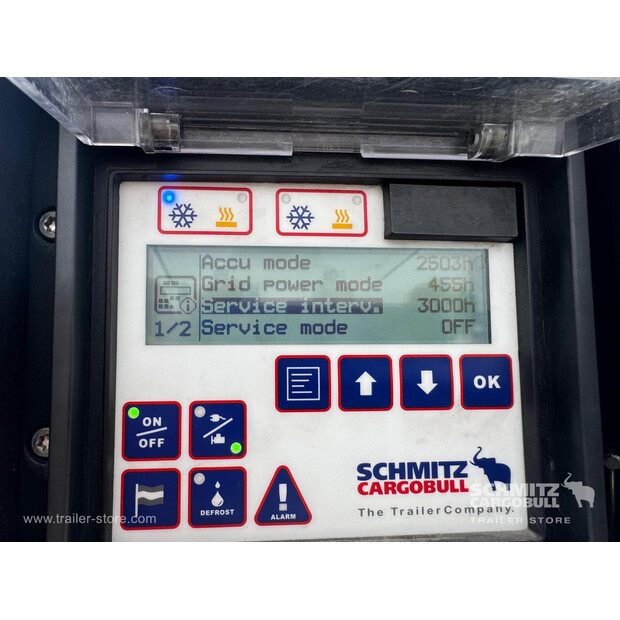 Accu mode 2503h
Grid power mode 455h
Service interv. 3000h
1/2 Service mode OFF
OK
ON
OFF
DEFROST
ALARM
SCHMITZ
CARGOBULL
The TrailerCompany.
SCHMITZ
CARGOBULL
TRAILER STORE
www.trailer-store.com